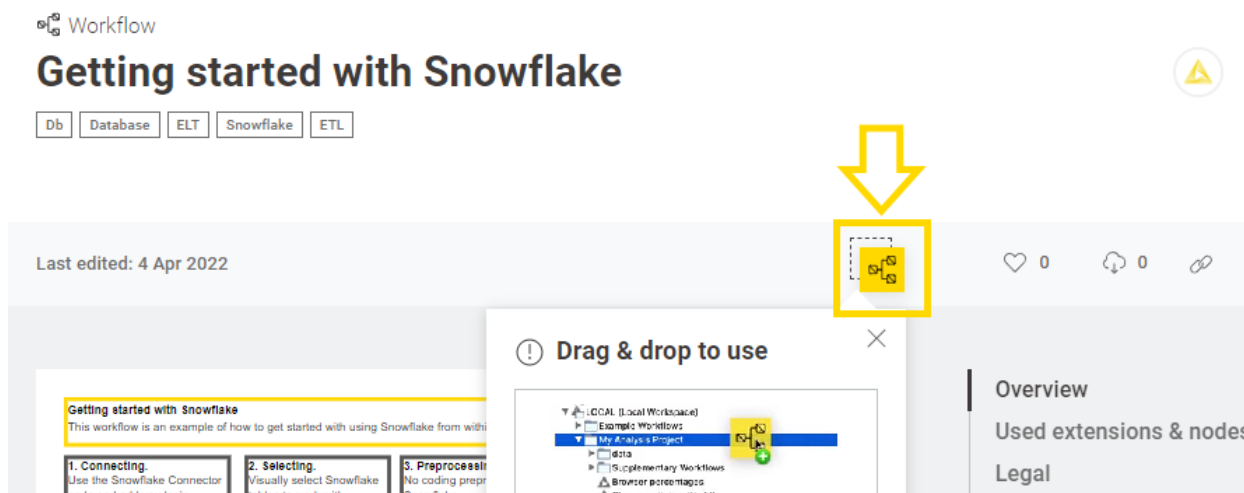 Workflow
Getting started with Snowflake
Db Database ELT Snowflake ETL
Last edited: 4 Apr 2022
0 0
Drag & drop to use
Overview
Used extensions & nodes
Legal
Getting started with Snowflake
This workflow is an example of how to get started with using Snowflake from withi
1. Connecting.
Use the Snowflake Connector
2. Selecting.
Visually select Snowflake
3. Preprocessin
No coding prepr
LOCAL (Local Workspace)
Example Workflows
My Analysis Project
data
Supplementary Workflows
Browser percentages